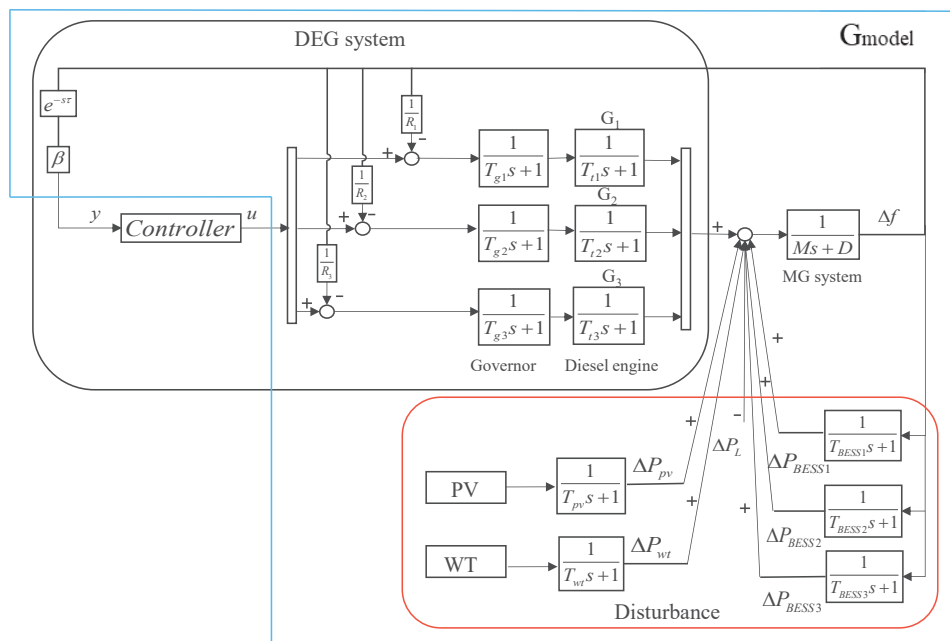 DEG system
G_model
e^{-sτ}
1/R_1
-
G_1
β
+
1/(T_{g1}s+1)
1/(T_{t1}s+1)
1/R_2
-
G_2
y
Controller
u
+
1/(T_{g2}s+1)
1/(T_{t2}s+1)
+
1/(Ms+D)
Δf
MG system
1/R_3
-
G_3
+
1/(T_{g3}s+1)
1/(T_{t3}s+1)
Governor
Diesel engine
+
+
+
-
1/(T_{BESS1}s+1)
ΔP_L
ΔP_{BESS1}
PV
1/(T_{pv}s+1)
ΔP_{pv}
+
+
1/(T_{BESS2}s+1)
ΔP_{BESS2}
WT
1/(T_{wt}s+1)
ΔP_{wt}
1/(T_{BESS3}s+1)
ΔP_{BESS3}
Disturbance